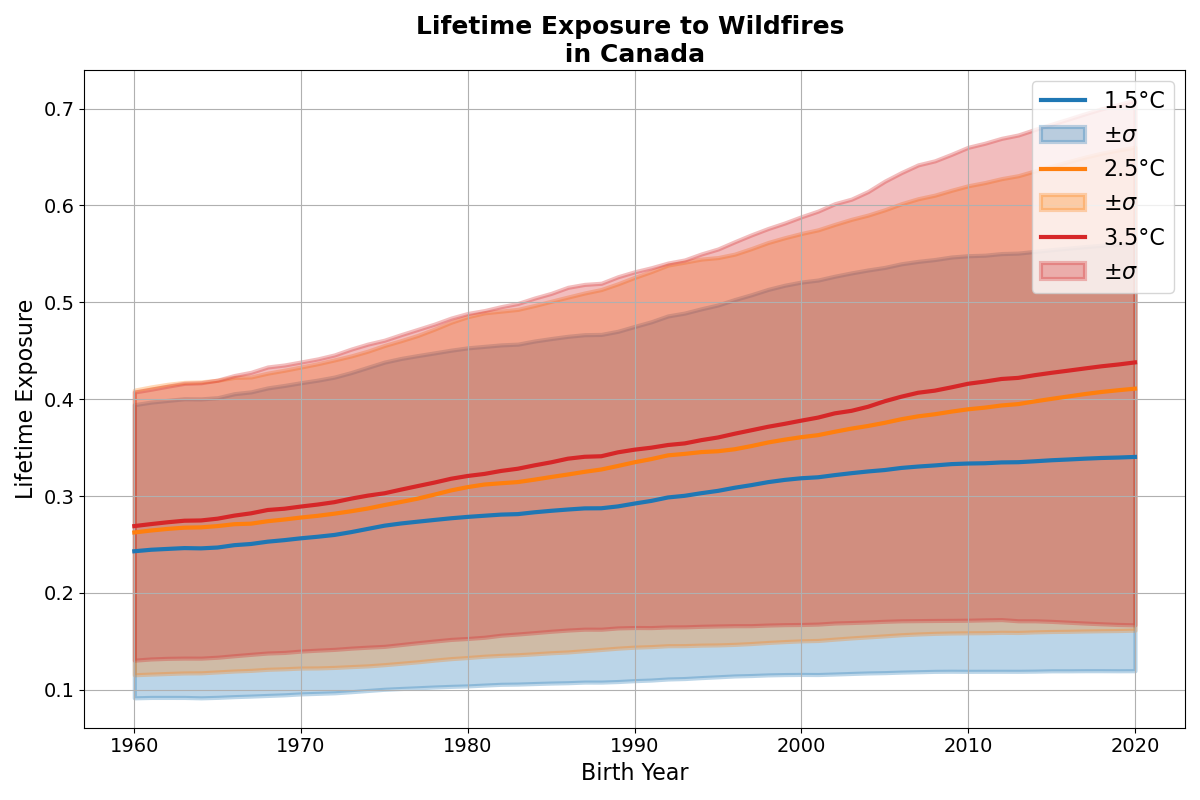 Lifetime Exposure to Wildfires
in Canada
Lifetime Exposure
0.7
0.6
0.5
0.4
0.3
0.2
0.1
1.5°C
±σ
2.5°C
±σ
3.5°C
±σ
1960 1970 1980 1990 2000 2010 2020
Birth Year